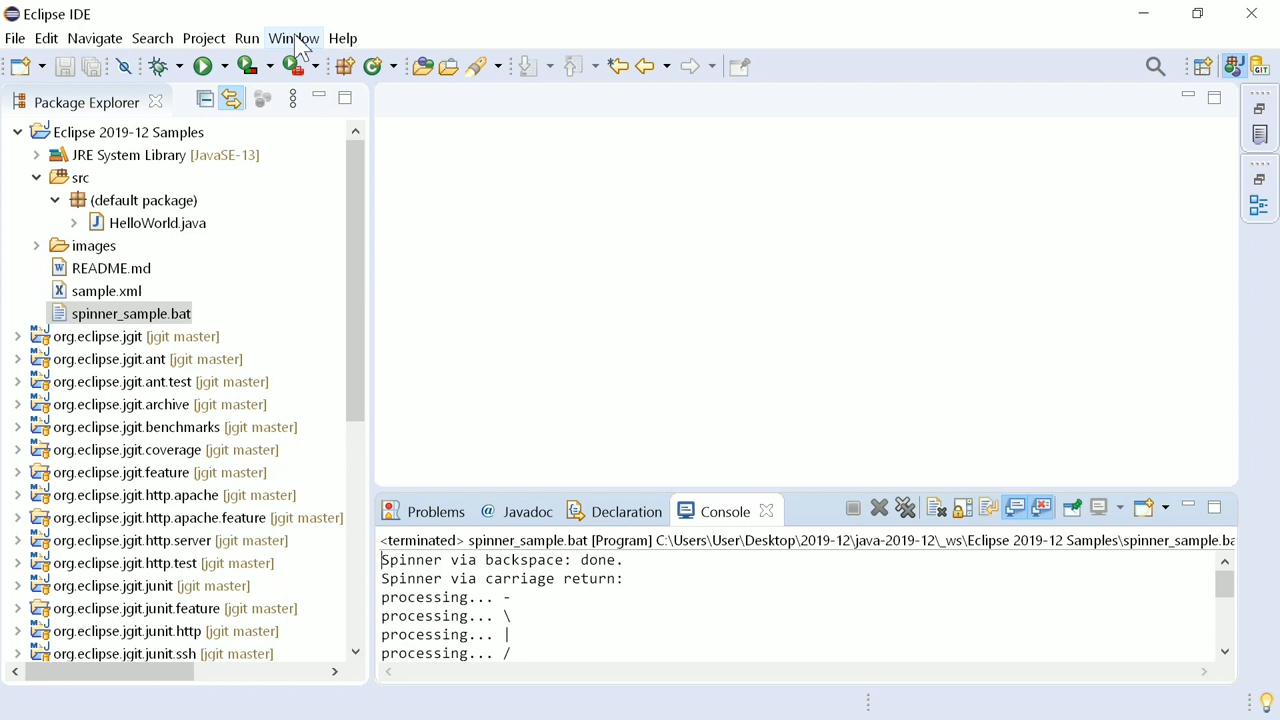 Eclipse IDE
File Edit Navigate Search Project Run Window Help
Package Explorer
Eclipse 2019-12 Samples
JRE System Library [JavaSE-13]
src
(default package)
HelloWorld.java
images
README.md
sample.xml
spinner_sample.bat
org.eclipse.jgit [jgit master]
org.eclipse.jgit.ant [jgit master]
org.eclipse.jgit.ant.test [jgit master]
org.eclipse.jgit.archive [jgit master]
org.eclipse.jgit.benchmarks [jgit master]
org.eclipse.jgit.coverage [jgit master]
org.eclipse.jgit.feature [jgit master]
org.eclipse.jgit.http.apache [jgit master]
org.eclipse.jgit.http.apache.feature [jgit master]
org.eclipse.jgit.http.server [jgit master]
org.eclipse.jgit.http.test [jgit master]
org.eclipse.jgit.junit [jgit master]
org.eclipse.jgit.junit.feature [jgit master]
org.eclipse.jgit.junit.http [jgit master]
org.eclipse.jgit.junit.ssh [jgit master]
Problems @ Javadoc Declaration Console
<terminated> spinner_sample.bat [Program] C:\Users\User\Desktop\2019-12\java-2019-12\_ws\Eclipse 2019-12 Samples\spinner_sample.ba
Spinner via backspace: done.
Spinner via carriage return:
processing... -
processing... \
processing... |
processing... /